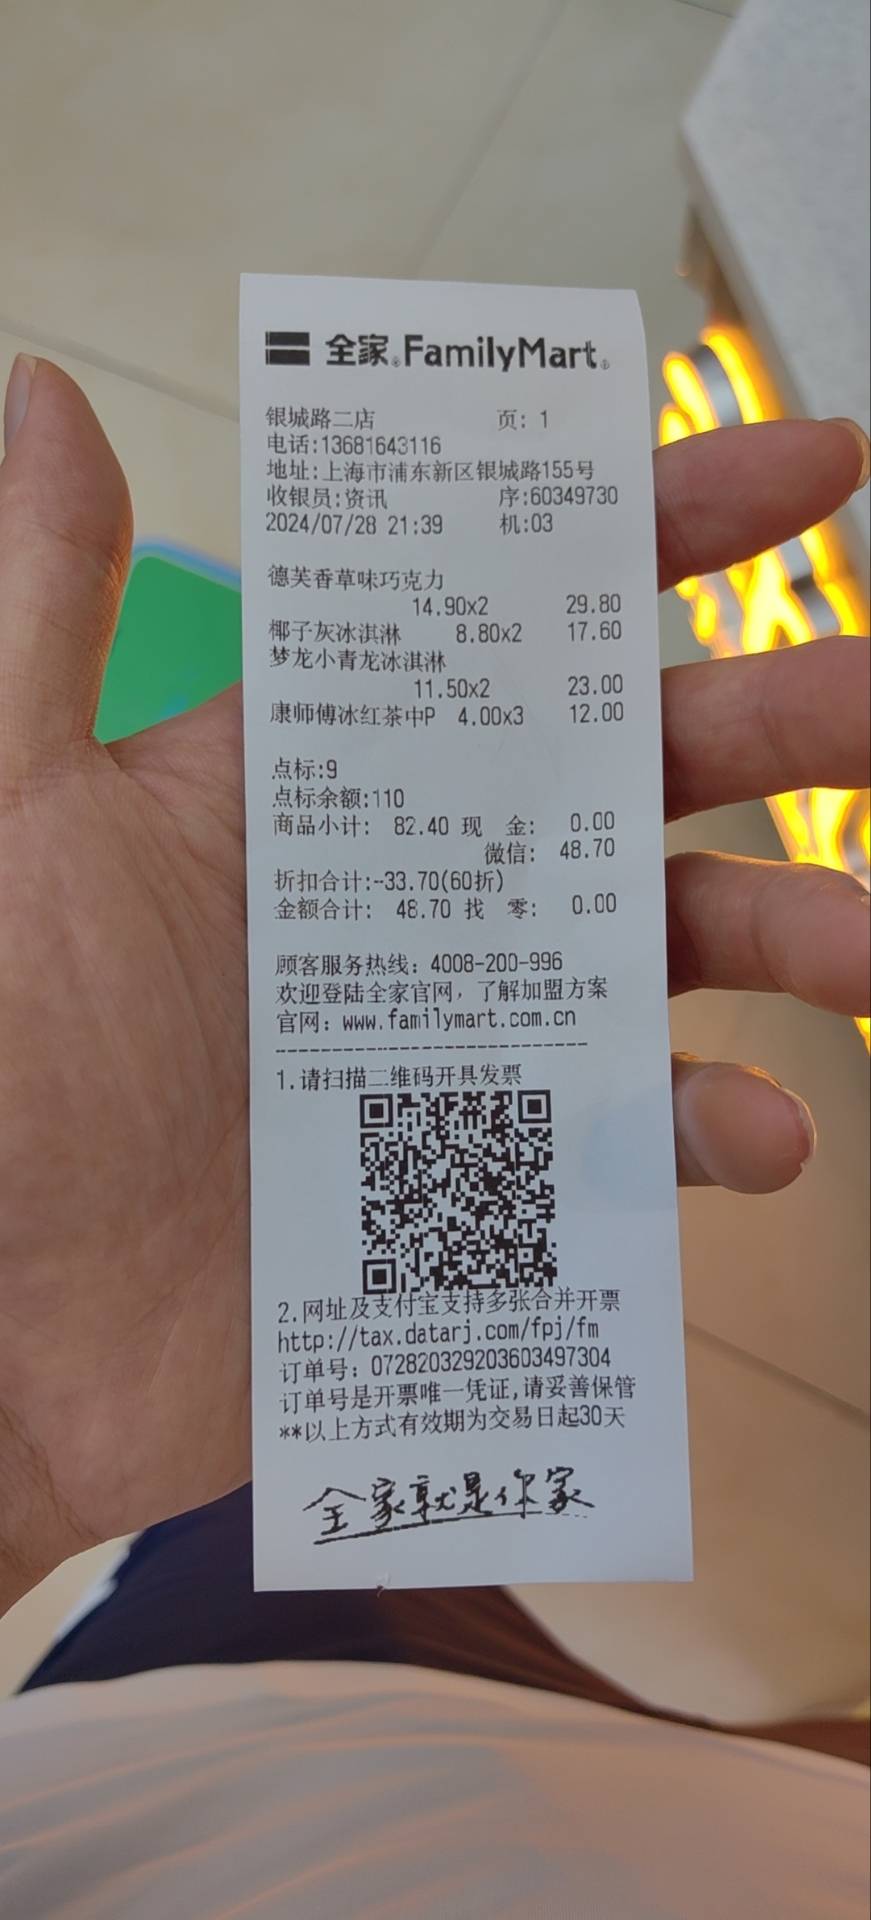 全家 FamilyMart
银城路二店 页: 1
电话:13681643116
地址:上海市浦东新区银城路155号
收银员:资讯 序:60349730
2024/07/28 21:39 机:03
德芙香草味巧克力
14.90x2 29.80
椰子灰冰淇淋 8.80x2 17.60
梦龙小青龙冰淇淋
11.50x2 23.00
康师傅冰红茶中P 4.00x3 12.00
点标:9
点标余额:110
商品小计: 82.40 现 金: 0.00
微信: 48.70
折扣合计:-33.70(60折)
金额合计: 48.70 找 零: 0.00
顾客服务热线: 4008-200-996
欢迎登陆全家官网，了解加盟方案
官网: www.familymart.com.cn
----------------------------
1.请扫描二维码开具发票
2.网址及支付宝支持多张合并开票
http://tax.datarj.com/fpj/fm
订单号: 072820329203603497304
订单号是开票唯一凭证,请妥善保管
**以上方式有效期为交易日起30天
全家就是你家